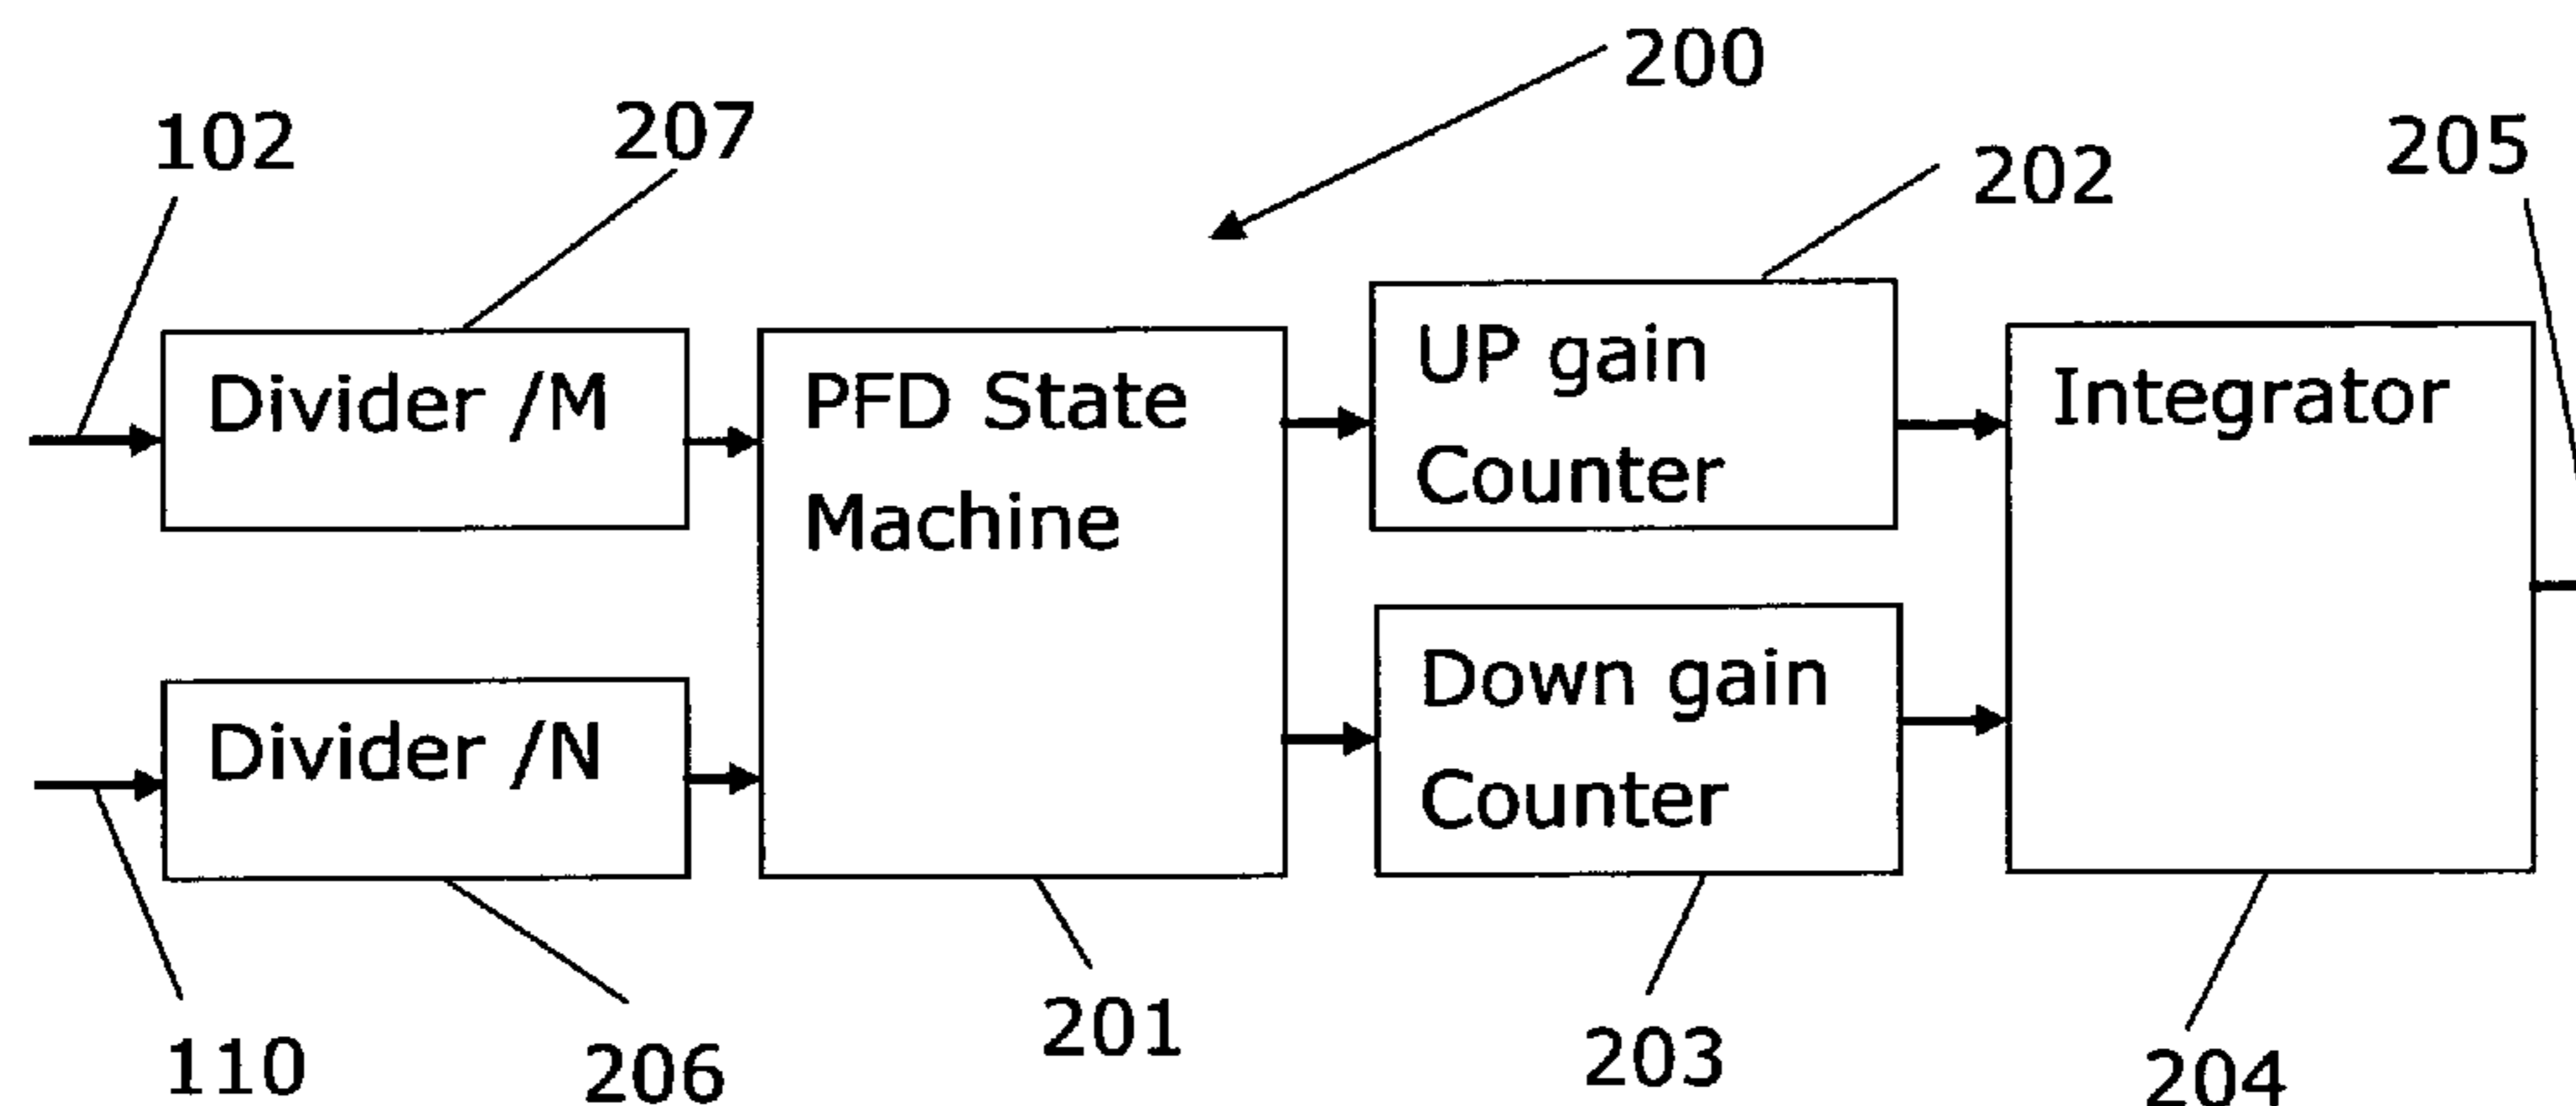 200
102
207
202
205
Divider /M
PFD State
Machine
UP gain
Counter
Integrator
Divider /N
Down gain
Counter
110
206
201
203
204